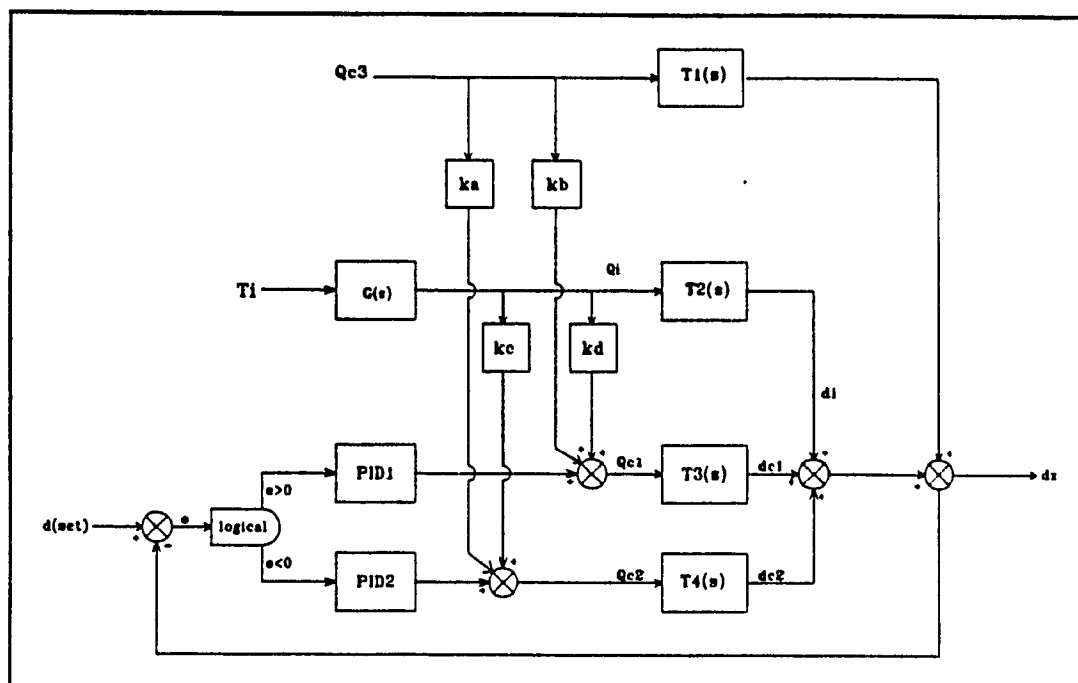 Qc3
T1(s)
ka
kb
Ti
G(s)
Qi
T2(s)
kc
kd
di
PID1
Qc1
T3(s)
dc1
dz
e>0
d(set)
e
logical
e<0
PID2
Qc2
T4(s)
dc2